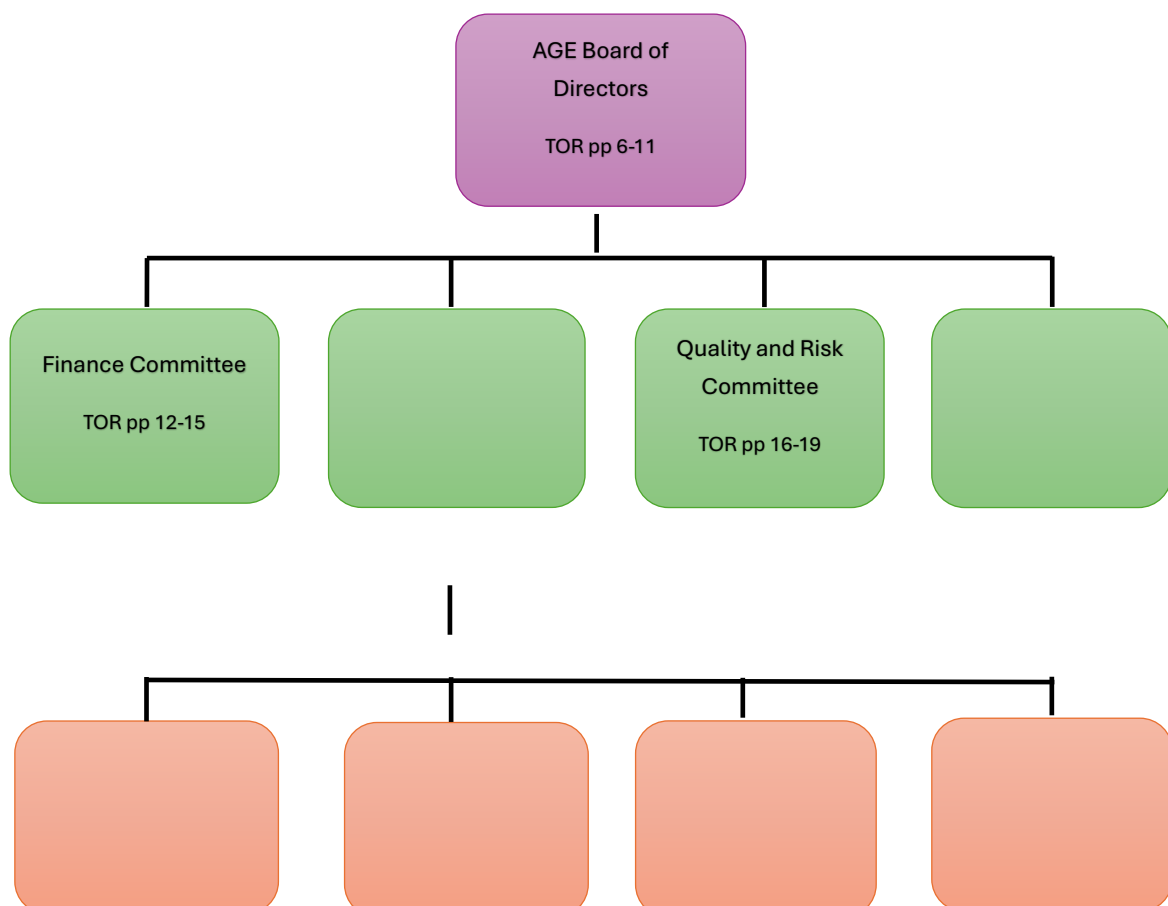 AGE Board of
Directors
TOR pp 6-11
Finance Committee
TOR pp 12-15
Quality and Risk
Committee
TOR pp 16-19